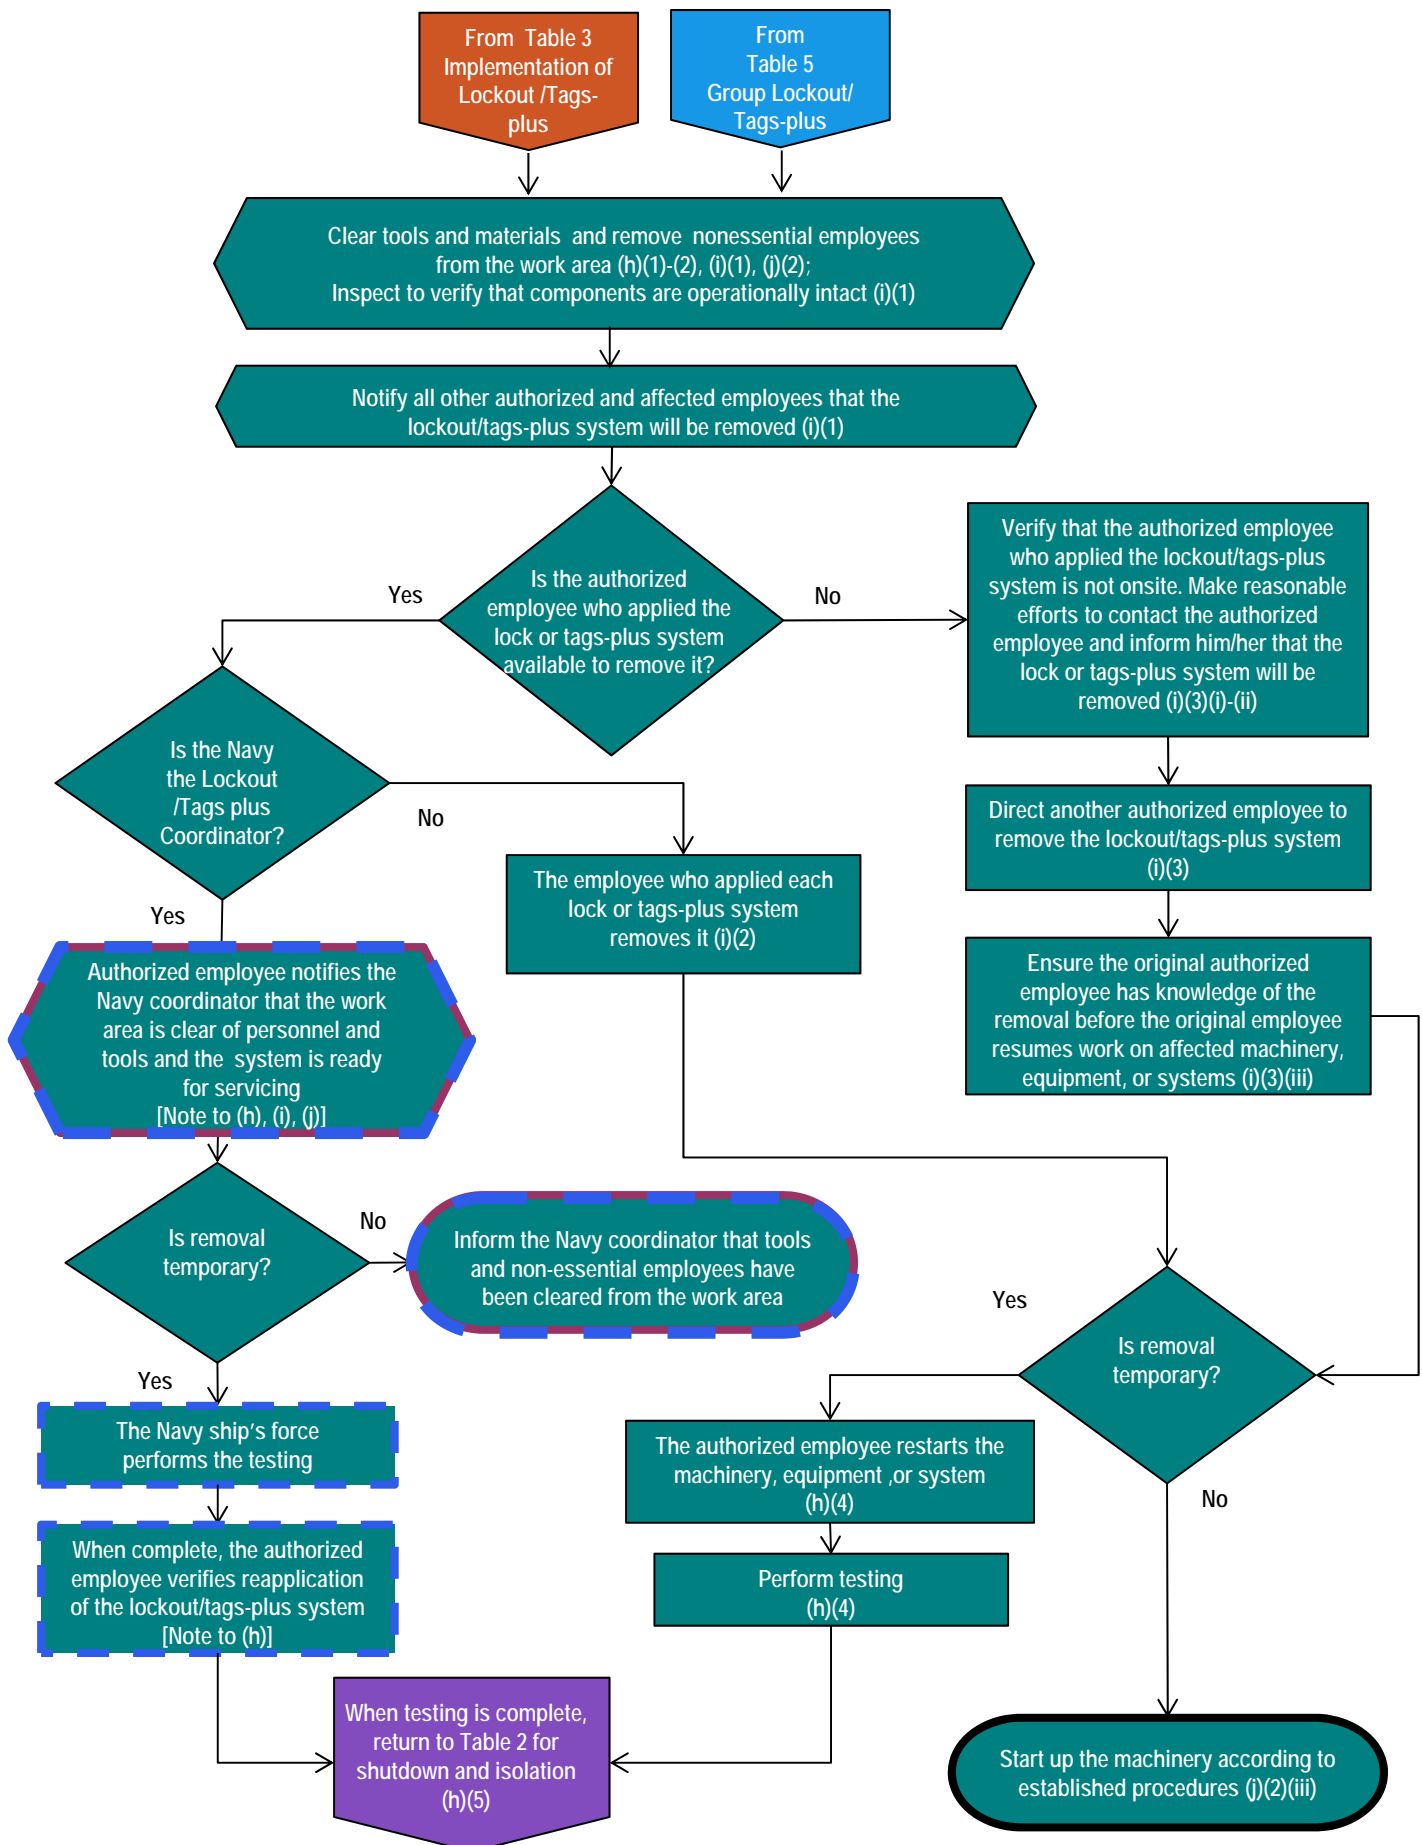 From  Table 3
Implementation of
Lockout /Tags-
plus
From
Table 5
Group Lockout/
Tags-plus
Clear tools and materials  and remove  nonessential employees
from the work area (h)(1)-(2), (i)(1), (j)(2);
Inspect to verify that components are operationally intact (i)(1)
Notify all other authorized and affected employees that the
lockout/tags-plus system will be removed (i)(1)
Is the authorized
employee who applied the
lock or tags-plus system
available to remove it?
Yes
No
Verify that the authorized employee
who applied the lockout/tags-plus
system is not onsite. Make reasonable
efforts to contact the authorized
employee and inform him/her that the
lock or tags-plus system will be
removed (i)(3)(i)-(ii)
Is the Navy
the Lockout
/Tags plus
Coordinator?
No
Yes
Direct another authorized employee to
remove the lockout/tags-plus system
(i)(3)
The employee who applied each
lock or tags-plus system
removes it (i)(2)
Ensure the original authorized
employee has knowledge of the
removal before the original employee
resumes work on affected machinery,
equipment, or systems (i)(3)(iii)
Authorized employee notifies the
Navy coordinator that the work
area is clear of personnel and
tools and the  system is ready
for servicing
[Note to (h), (i), (j)]
Is removal
temporary?
No
Yes
Inform the Navy coordinator that tools
and non-essential employees have
been cleared from the work area
Is removal
temporary?
Yes
No
The Navy ship's force
performs the testing
The authorized employee restarts the
machinery, equipment ,or system
(h)(4)
When complete, the authorized
employee verifies reapplication
of the lockout/tags-plus system
[Note to (h)]
Perform testing
(h)(4)
When testing is complete,
return to Table 2 for
shutdown and isolation
(h)(5)
Start up the machinery according to
established procedures (j)(2)(iii)